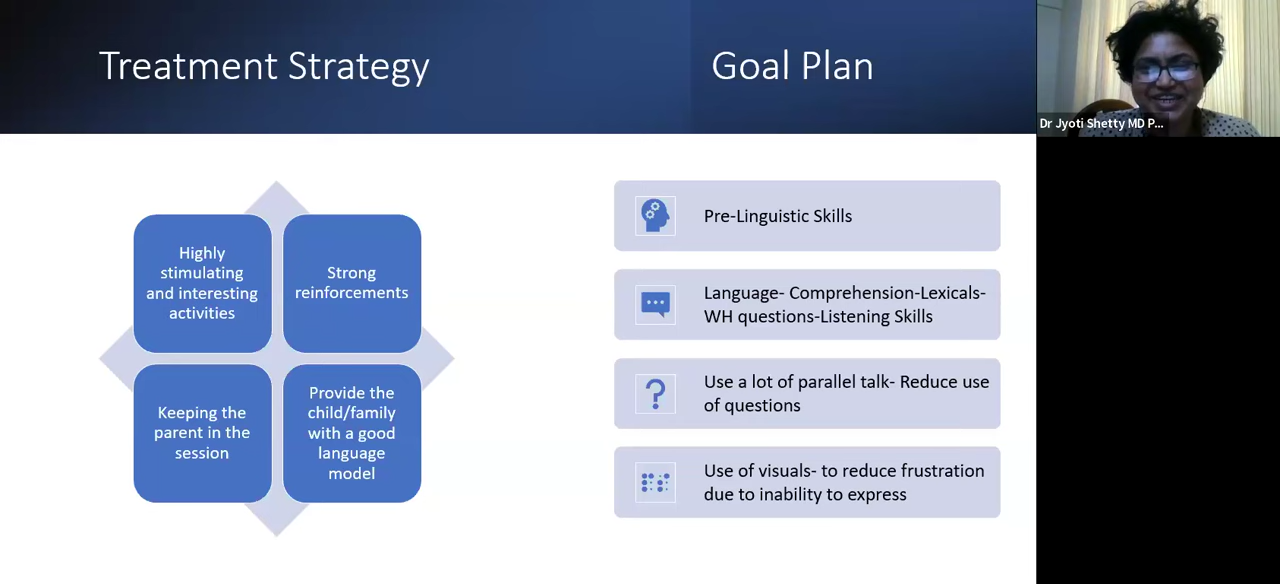 Treatment Strategy
Goal Plan
Dr Jyoti Shetty MD P...
Highly
stimulating
and interesting
activities
Strong
reinforcements
Keeping the
parent in the
session
Provide the
child/family
with a good
language
model
Pre-Linguistic Skills
Language- Comprehension-Lexicals-
WH questions-Listening Skills
Use a lot of parallel talk- Reduce use
of questions
Use of visuals- to reduce frustration
due to inability to express